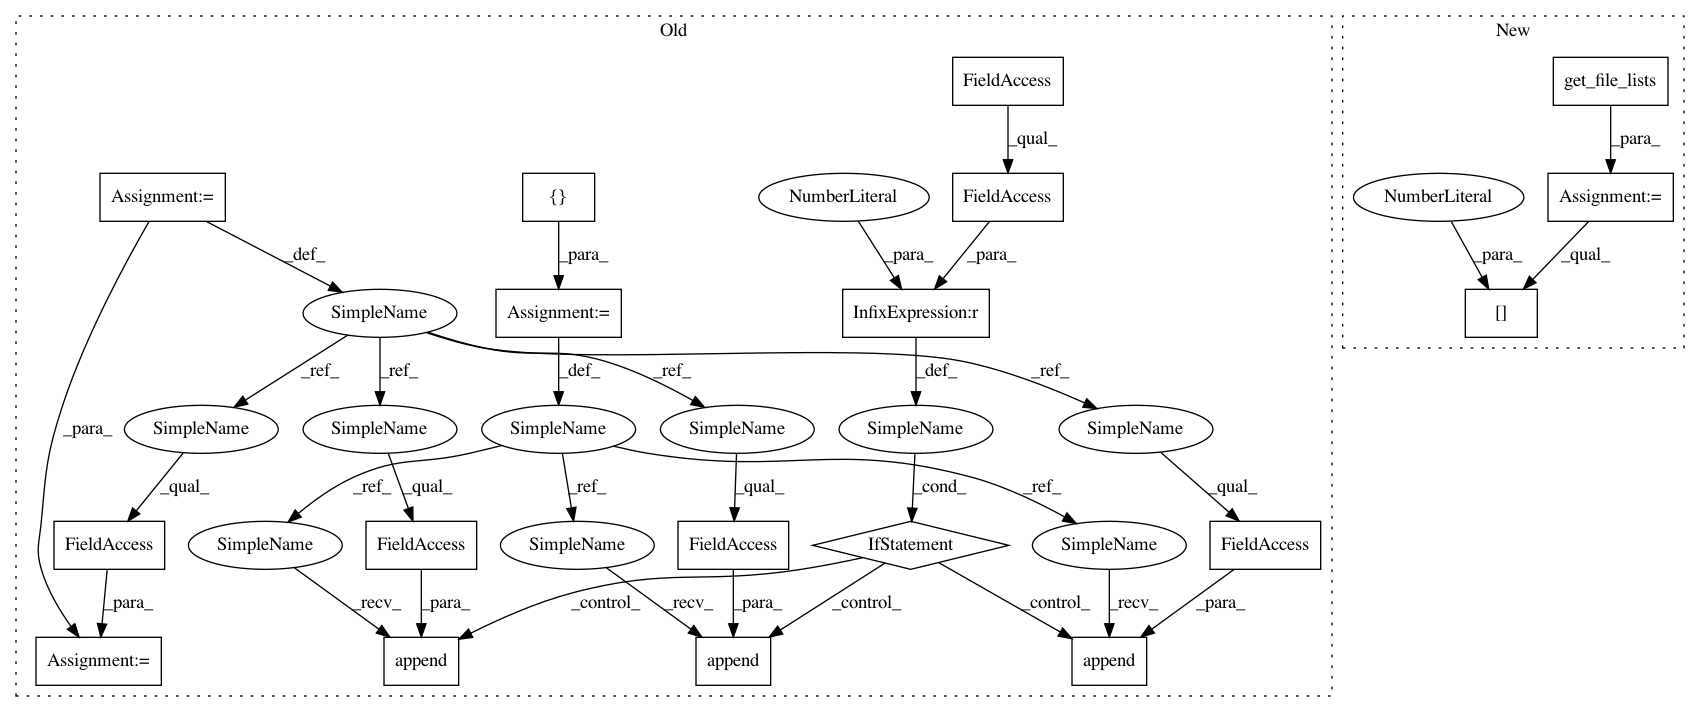 Old
New
FieldAccess
get_file_lists
_qual_
_para_
Assignment:=
{}
NumberLiteral
FieldAccess
NumberLiteral
Assignment:=
_def_
_para_
_para_
_para_
_para_
_qual_
SimpleName
Assignment:=
InfixExpression:r
[]
_ref_
_ref_
_def_
_ref_
_def_
_ref_
_para_
SimpleName
SimpleName
SimpleName
SimpleName
SimpleName
SimpleName
_qual_
_ref_
_qual_
_ref_
_qual_
_cond_
_ref_
_qual_
FieldAccess
SimpleName
FieldAccess
SimpleName
FieldAccess
IfStatement
SimpleName
FieldAccess
_para_
_recv_
_para_
_control_
_recv_
_para_
_control_
_control_
_recv_
_para_
Assignment:=
append
append
append